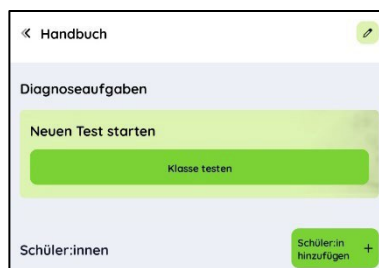 « Handbuch
Diagnoseaufgaben
Neuen Test starten
Klasse testen
Schüler:innen
Schüler:in
hinzufügen +